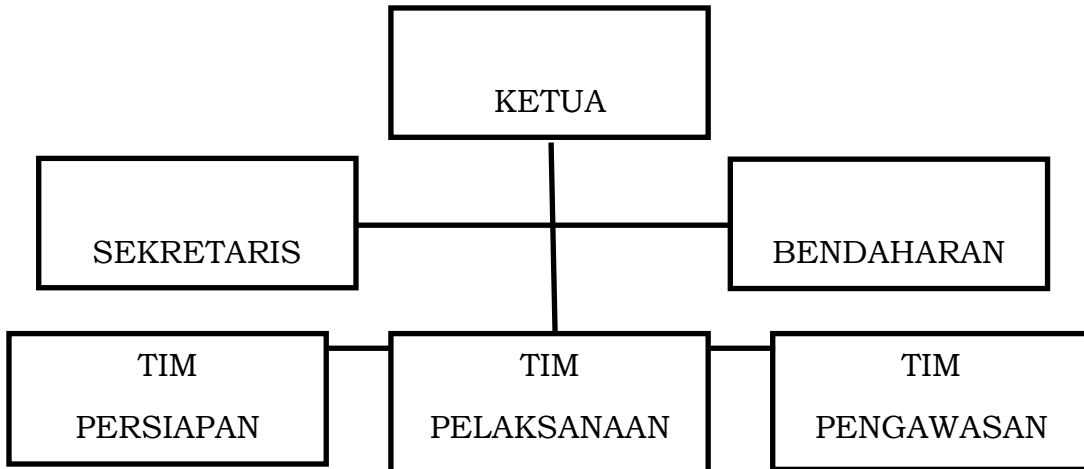 KETUA
SEKRETARIS
BENDAHARAN
TIM
PERSIAPAN
TIM
PELAKSANAAN
TIM
PENGAWASAN